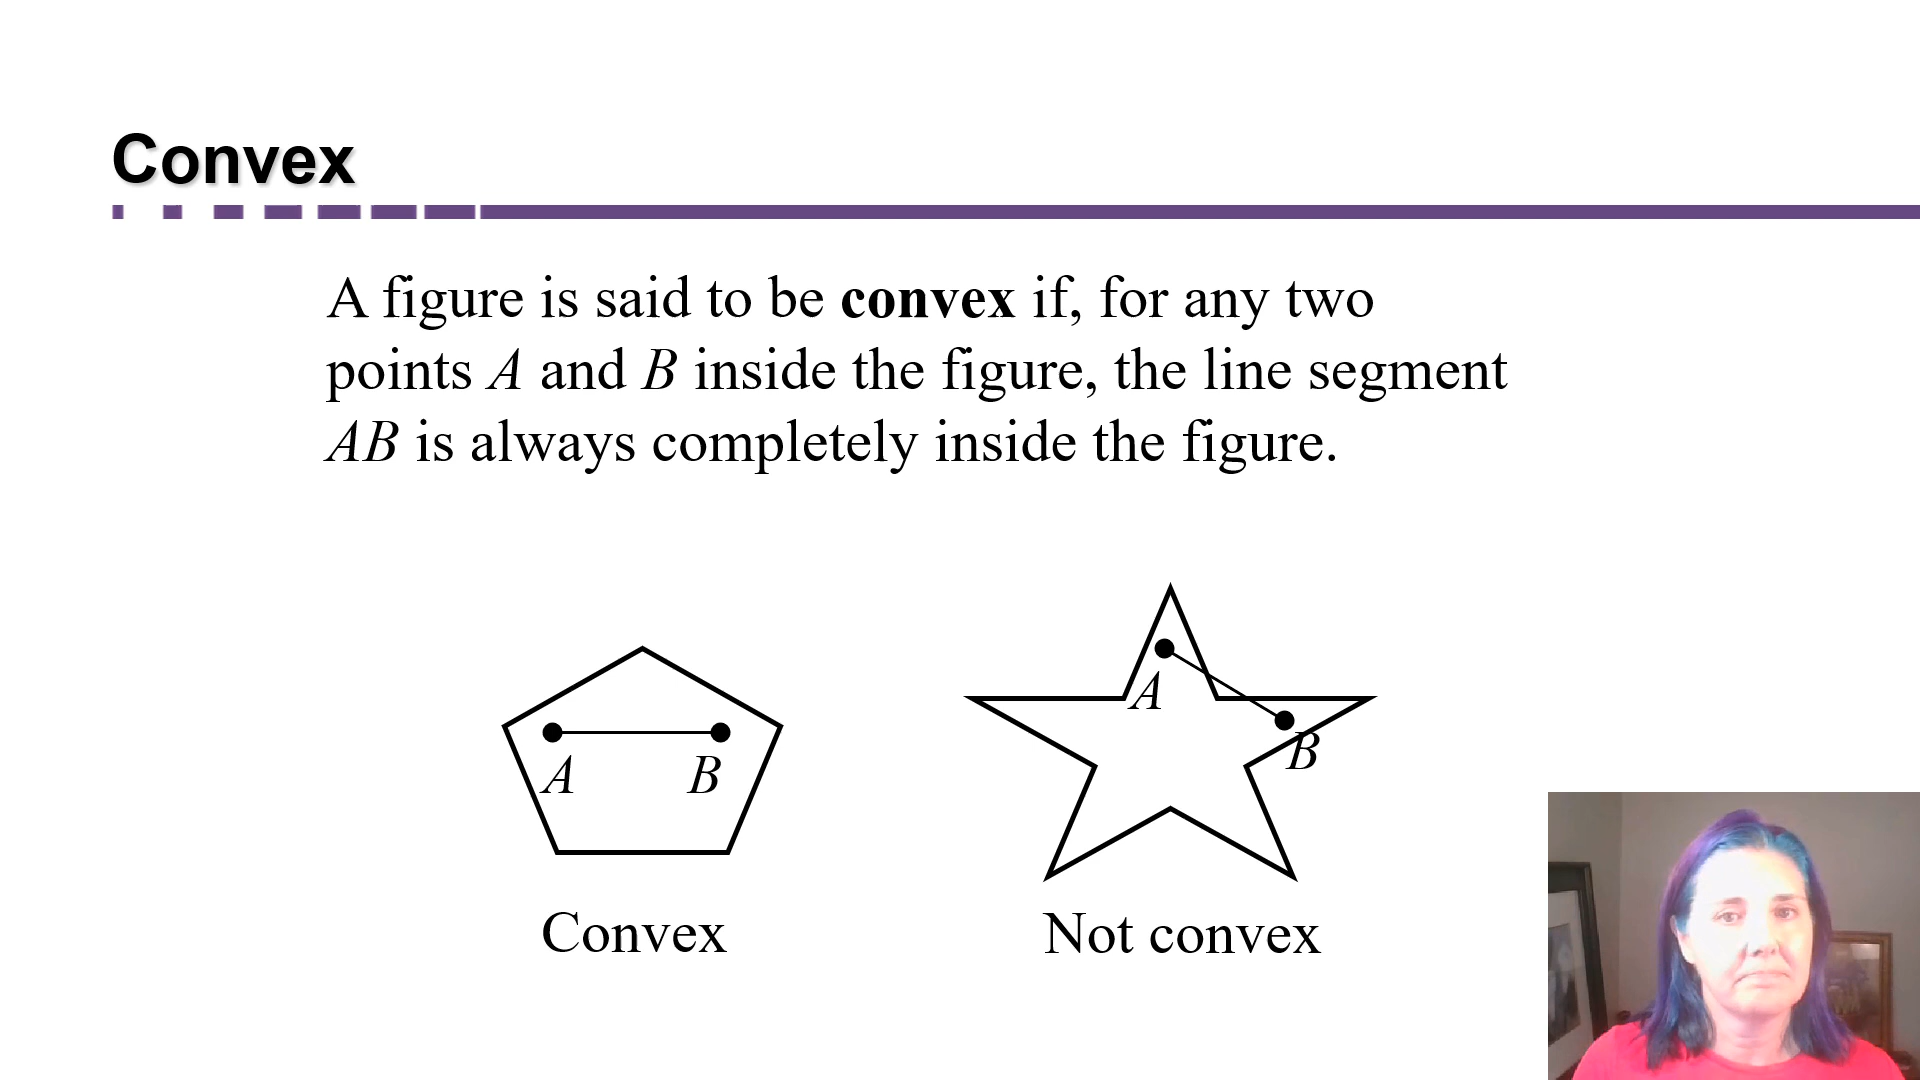 Convex
A figure is said to be convex if, for any two
points A and B inside the figure, the line segment
AB is always completely inside the figure.
A
B
A
B
Convex
Not convex